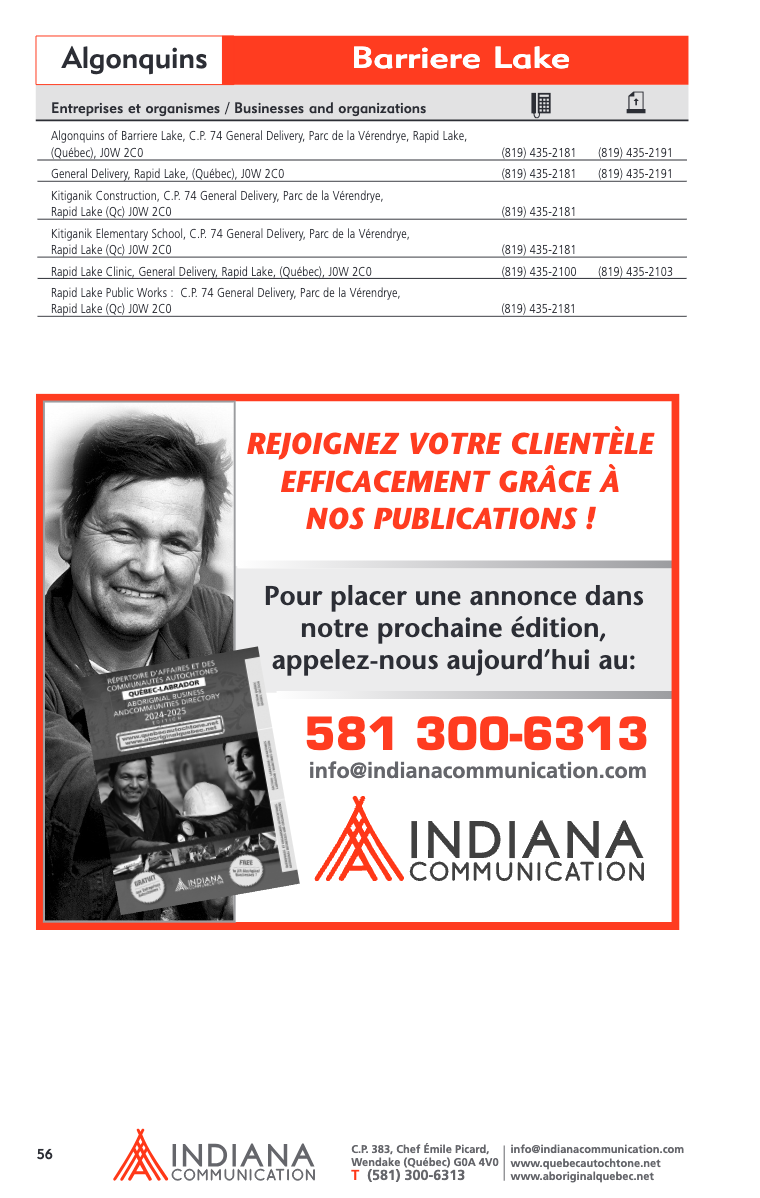 Algonquins
Barriere Lake
Entreprises et organismes / Businesses and organizations
Algonquins of Barriere Lake, C.P. 74 General Delivery, Parc de la Vérendrye, Rapid Lake,
(Québec), J0W 2C0 (819) 435-2181 (819) 435-2191
General Delivery, Rapid Lake, (Québec), J0W 2C0 (819) 435-2181 (819) 435-2191
Kitiganik Construction, C.P. 74 General Delivery, Parc de la Vérendrye,
Rapid Lake (Qc) J0W 2C0 (819) 435-2181
Kitiganik Elementary School, C.P. 74 General Delivery, Parc de la Vérendrye,
Rapid Lake (Qc) J0W 2C0 (819) 435-2181
Rapid Lake Clinic, General Delivery, Rapid Lake, (Québec), J0W 2C0 (819) 435-2100 (819) 435-2103
Rapid Lake Public Works : C.P. 74 General Delivery, Parc de la Vérendrye,
Rapid Lake (Qc) J0W 2C0 (819) 435-2181
REJOIGNEZ VOTRE CLIENTÈLE
EFFICACEMENT GRÂCE À
NOS PUBLICATIONS !
Pour placer une annonce dans
notre prochaine édition,
appelez-nous aujourd'hui au:
581 300-6313
info@indianacommunication.com
INDIANA
COMMUNICATION
RÉPERTOIRE D'AFFAIRES ET DES
COMMUNAUTÉS AUTOCHTONES
QUÉBEC-LABRADOR
ABORIGINAL BUSINESS
ANDCOMMUNITIES DIRECTORY
2024-2025
ÉDITION
www.quebecautochtone.net
www.aboriginalquebec.net
GRATUIT
FREE
INDIANA
COMMUNICATION
56
INDIANA
COMMUNICATION
C.P. 383, Chef Émile Picard,
Wendake (Québec) G0A 4V0
T (581) 300-6313
info@indianacommunication.com
www.quebecautochtone.net
www.aboriginalquebec.net